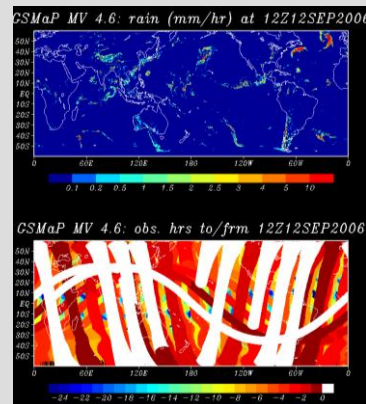 GSMaP MV 4.6: rain (mm/hr) at 12Z12SEP2006
50N
40N
30N
20N
10N
EQ
10S
20S
30S
40S
50S
0 60E 120E 180 120W 60W 0
0.1 0.2 0.5 1 1.5 2 2.5 3 5 10
GSMaP MV 4.6: obs. hrs to/frm 12Z12SEP2006
50N
40N
30N
20N
10N
EQ
10S
20S
30S
40S
50S
0 60E 120E 180 120W 60W 0
-24 -22 -20 -18 -16 -14 -12 -10 -8 -6 -4 -2 0